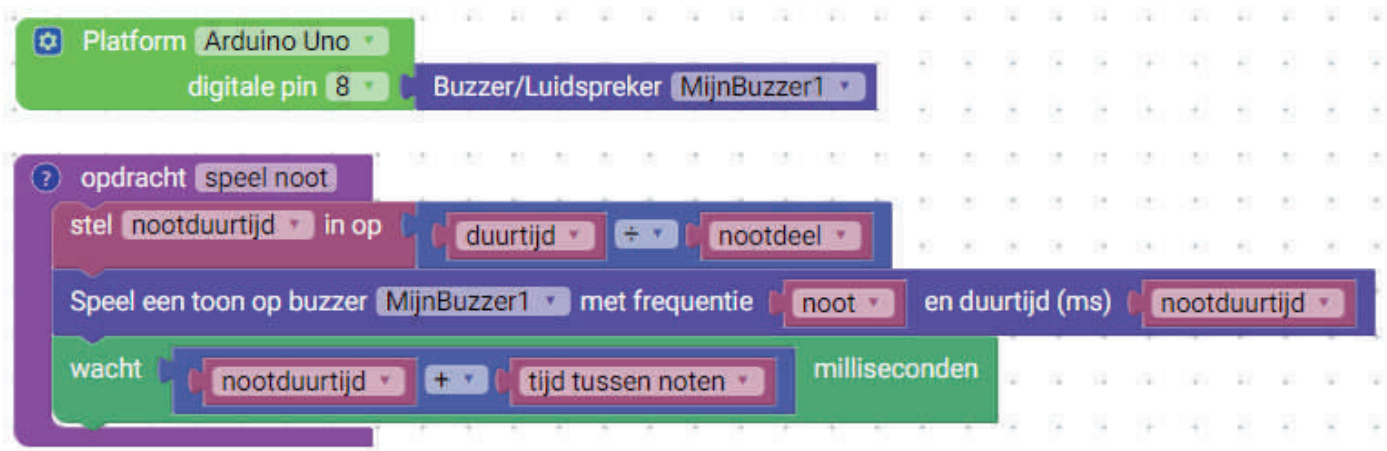 Platform Arduino Uno
digitale pin 8 Buzzer/Luidspreker MijnBuzzer1
? opdracht speel noot
stel nootduurtijd in op duurtijd ÷ nootdeel
Speel een toon op buzzer MijnBuzzer1 met frequentie noot en duurtijd (ms) nootduurtijd
wacht nootduurtijd + tijd tussen noten milliseconden